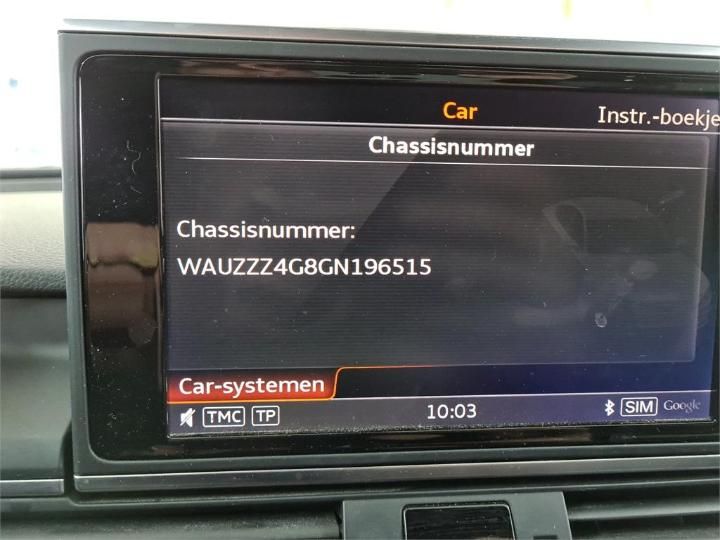 Car
Instr.-boekje
Chassisnummer
Chassisnummer:
WAUZZZ4G8GN196515
Car-systemen
TMC TP 10:03 SIM Google